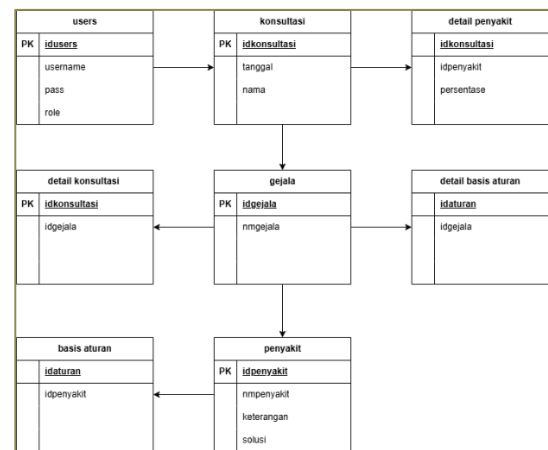 users
PK idusers
username
pass
role
konsultasi
PK idkonsultasi
tanggal
nama
detail penyakit
idkonsultasi
idpenyakit
persentase
detail konsultasi
PK idkonsultasi
idgejala
gejala
PK idgejala
nmgejala
detail basis aturan
idaturan
idgejala
basis aturan
idaturan
idpenyakit
penyakit
PK idpenyakit
nmpenyakit
keterangan
solusi